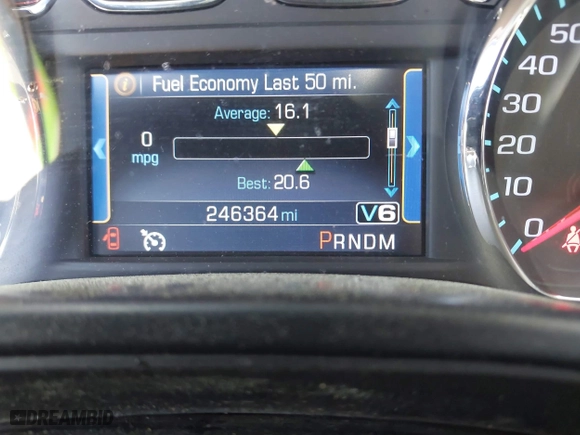 i Fuel Economy Last 50 mi.
Average: 16.1
0
mpg
Best: 20.6
246364 mi V6
PRNDM
50
40
30
20
10
0
DREAMBID